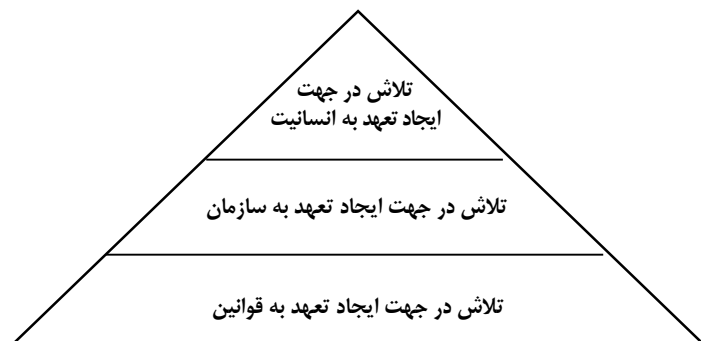 تلاش در جهت
ایجاد تعهد به انسانیت
تلاش در جهت ایجاد تعهد به سازمان
تلاش در جهت ایجاد تعهد به قوانین